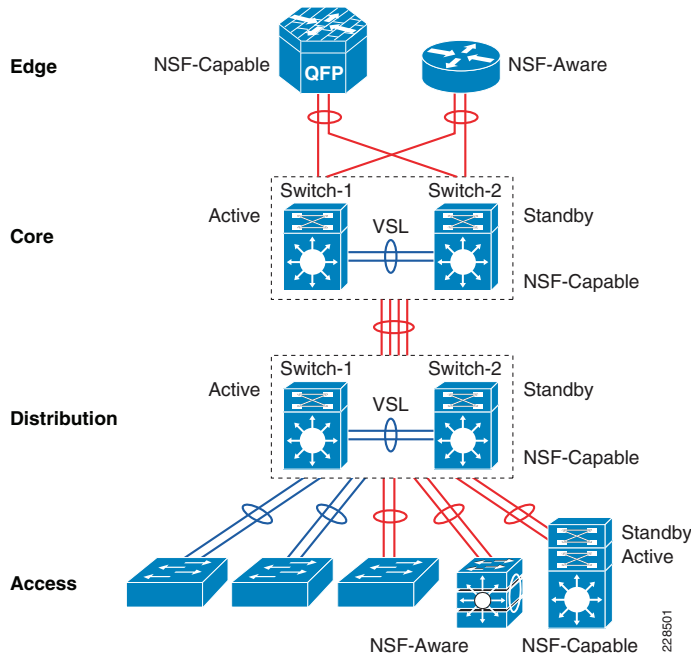 Edge
NSF-Capable
QFP
NSF-Aware
Switch-1
Switch-2
Active
VSL
Standby
Core
NSF-Capable
Switch-1
Switch-2
Active
VSL
Standby
Distribution
NSF-Capable
Standby
Active
Access
NSF-Aware
NSF-Capable
228501